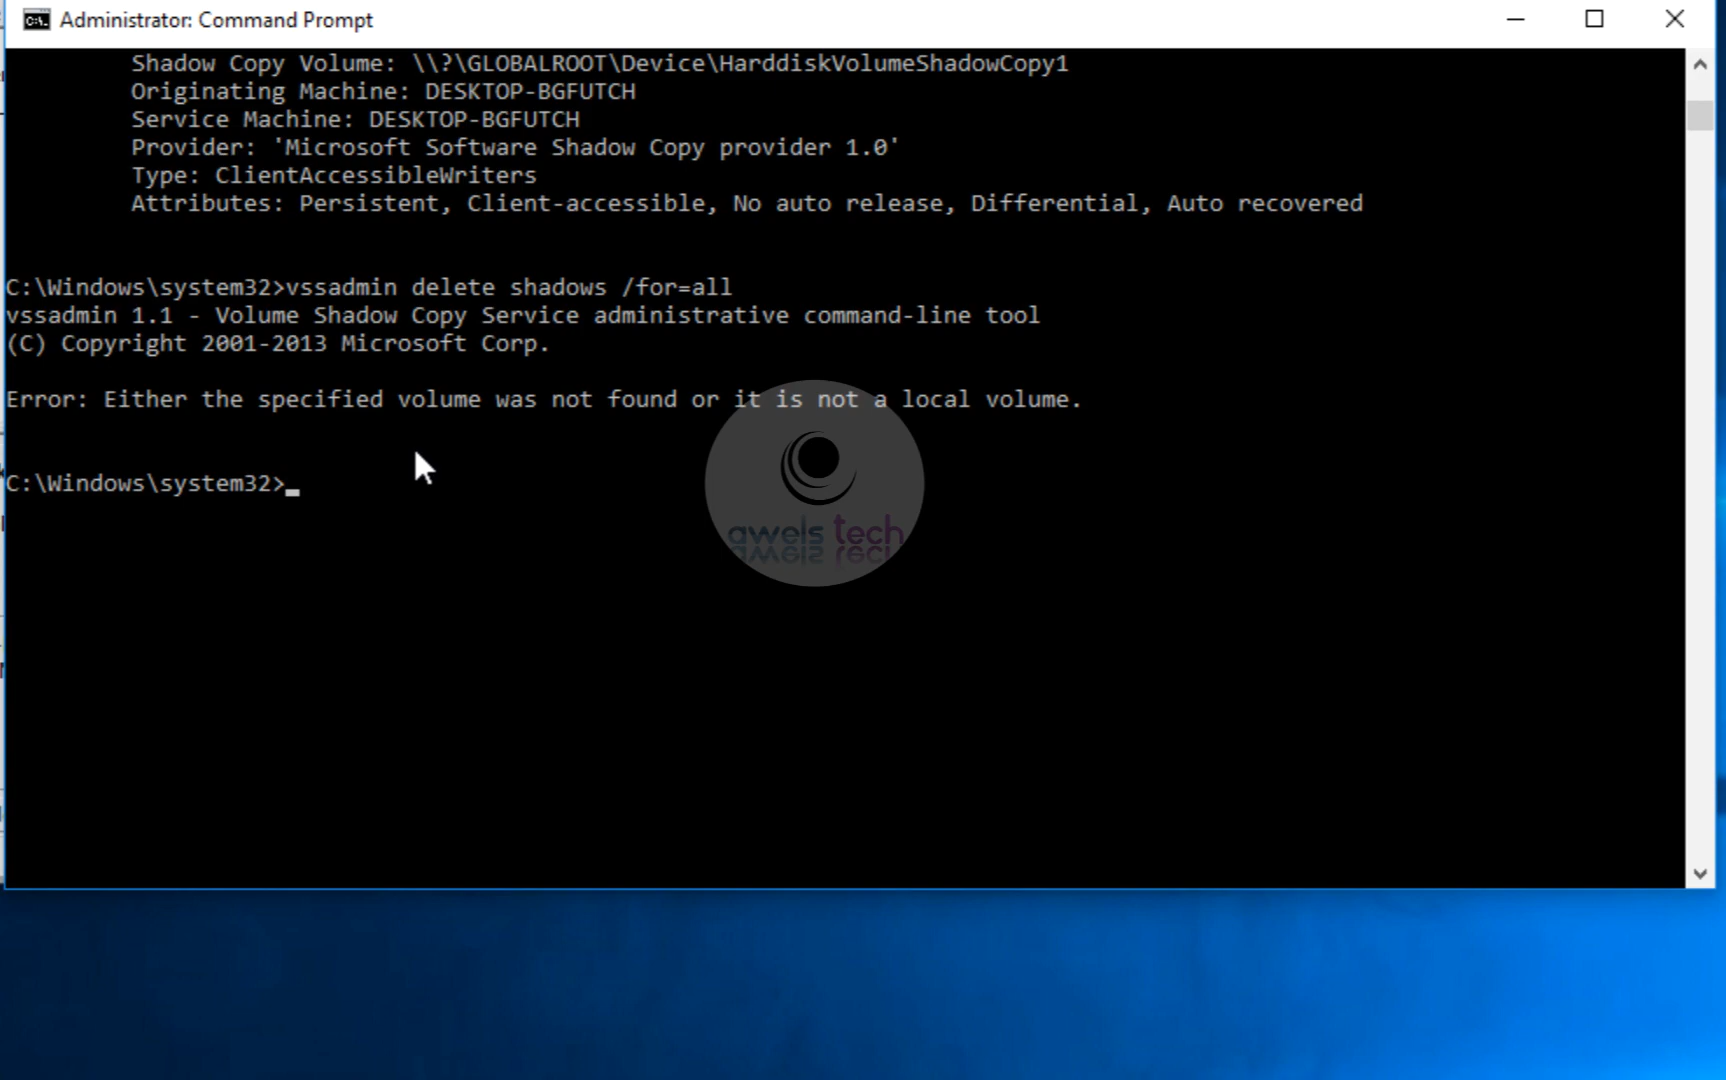 Administrator: Command Prompt
Shadow Copy Volume: \\?\GLOBALROOT\Device\HarddiskVolumeShadowCopy1
Originating Machine: DESKTOP-BGFUTCH
Service Machine: DESKTOP-BGFUTCH
Provider: 'Microsoft Software Shadow Copy provider 1.0'
Type: ClientAccessibleWriters
Attributes: Persistent, Client-accessible, No auto release, Differential, Auto recovered
C:\Windows\system32>vssadmin delete shadows /for=all
vssadmin 1.1 - Volume Shadow Copy Service administrative command-line tool
(C) Copyright 2001-2013 Microsoft Corp.
Error: Either the specified volume was not found or it is not a local volume.
C:\Windows\system32>
awels tech